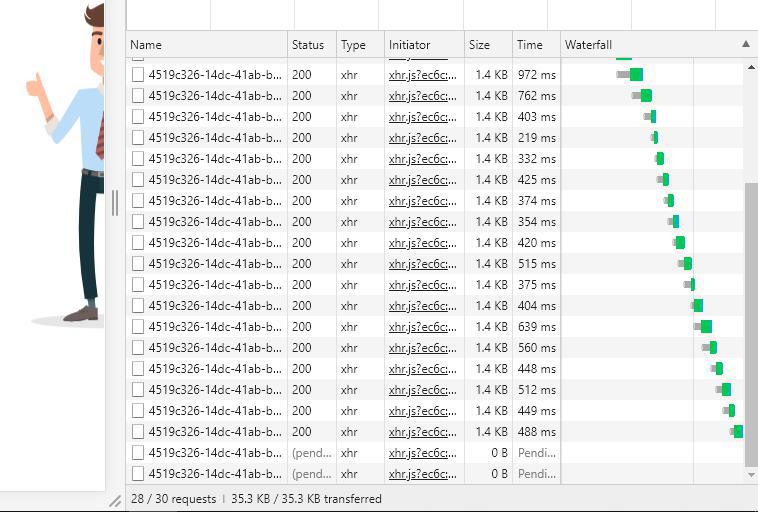 Name Status Type Initiator Size Time Waterfall
4519c326-14dc-41ab-b... 200 xhr xhr.js?ec6c:... 1.4 KB 972 ms
4519c326-14dc-41ab-b... 200 xhr xhr.js?ec6c:... 1.4 KB 762 ms
4519c326-14dc-41ab-b... 200 xhr xhr.js?ec6c:... 1.4 KB 403 ms
4519c326-14dc-41ab-b... 200 xhr xhr.js?ec6c:... 1.4 KB 219 ms
4519c326-14dc-41ab-b... 200 xhr xhr.js?ec6c:... 1.4 KB 332 ms
4519c326-14dc-41ab-b... 200 xhr xhr.js?ec6c:... 1.4 KB 425 ms
4519c326-14dc-41ab-b... 200 xhr xhr.js?ec6c:... 1.4 KB 374 ms
4519c326-14dc-41ab-b... 200 xhr xhr.js?ec6c:... 1.4 KB 354 ms
4519c326-14dc-41ab-b... 200 xhr xhr.js?ec6c:... 1.4 KB 420 ms
4519c326-14dc-41ab-b... 200 xhr xhr.js?ec6c:... 1.4 KB 515 ms
4519c326-14dc-41ab-b... 200 xhr xhr.js?ec6c:... 1.4 KB 375 ms
4519c326-14dc-41ab-b... 200 xhr xhr.js?ec6c:... 1.4 KB 404 ms
4519c326-14dc-41ab-b... 200 xhr xhr.js?ec6c:... 1.4 KB 639 ms
4519c326-14dc-41ab-b... 200 xhr xhr.js?ec6c:... 1.4 KB 560 ms
4519c326-14dc-41ab-b... 200 xhr xhr.js?ec6c:... 1.4 KB 448 ms
4519c326-14dc-41ab-b... 200 xhr xhr.js?ec6c:... 1.4 KB 512 ms
4519c326-14dc-41ab-b... 200 xhr xhr.js?ec6c:... 1.4 KB 449 ms
4519c326-14dc-41ab-b... 200 xhr xhr.js?ec6c:... 1.4 KB 488 ms
4519c326-14dc-41ab-b... (pend... xhr xhr.js?ec6c:... 0 B Pendi...
4519c326-14dc-41ab-b... (pend... xhr xhr.js?ec6c:... 0 B Pendi...
28 / 30 requests | 35.3 KB / 35.3 KB transferred